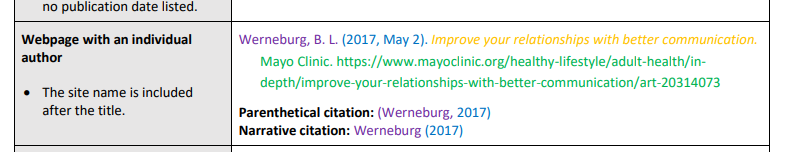 no publication date listed.
Webpage with an individual
author
• The site name is included
after the title.
Werneburg, B. L. (2017, May 2). Improve your relationships with better communication.
Mayo Clinic. https://www.mayoclinic.org/healthy-lifestyle/adult-health/in-
depth/improve-your-relationships-with-better-communication/art-20314073
Parenthetical citation: (Werneburg, 2017)
Narrative citation: Werneburg (2017)